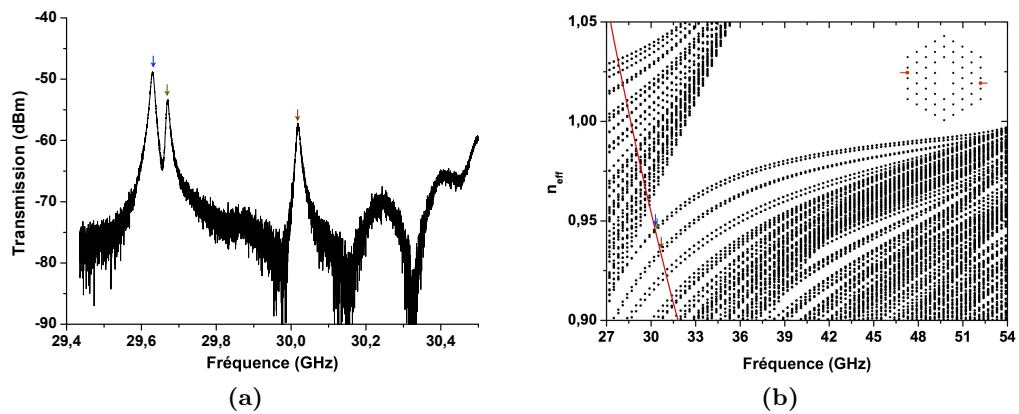 -40
-50
-60
-70
-80
-90
Transmission (dBm)
29,4 29,6 29,8 30,0 30,2 30,4
Fréquence (GHz)
(a)
1,05
1,00
0,95
0,90
n_eff
27 30 33 36 39 42 45 48 51 54
Fréquence (GHz)
(b)